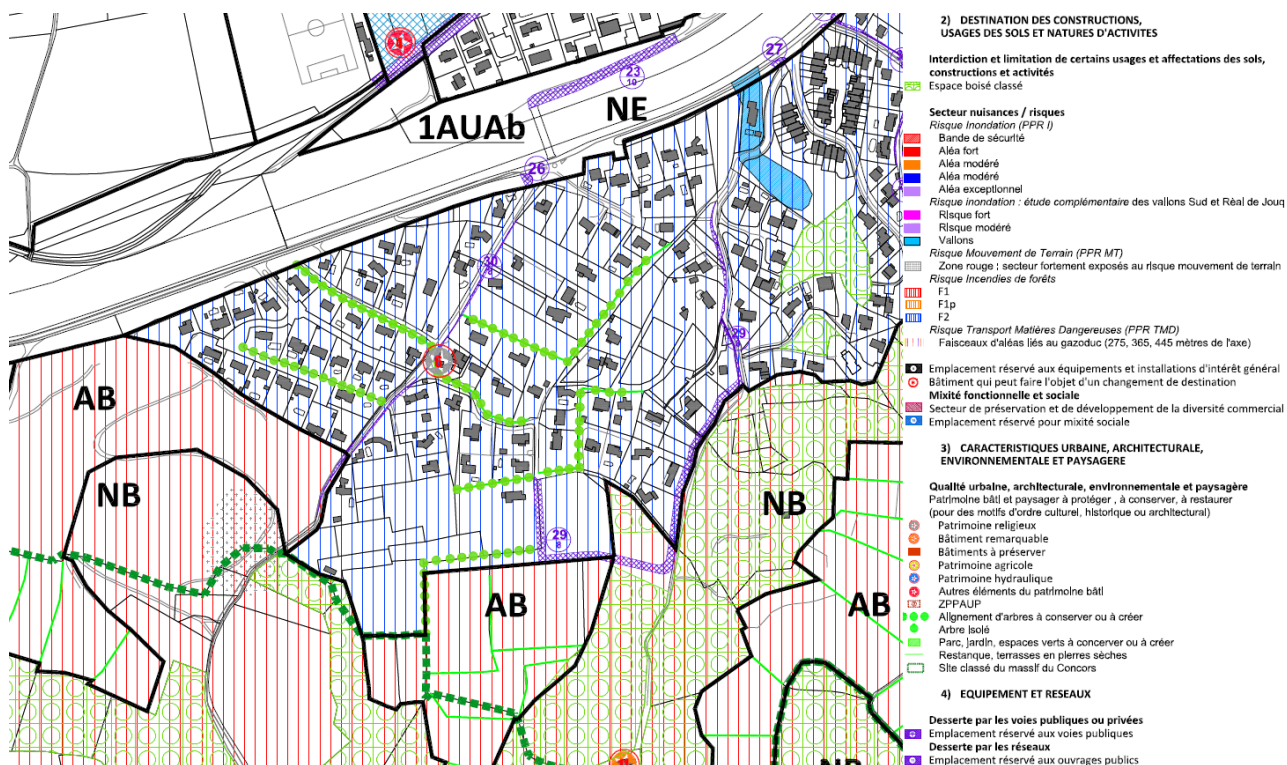 23
10
27
NE
1AUAb
26
30
8
29
AB
NB
29
8
AB
NB
AB
NB
2) DESTINATION DES CONSTRUCTIONS,
USAGES DES SOLS ET NATURES D'ACTIVITES
Interdiction et limitation de certains usages et affectations des sols,
constructions et activités
Espace boisé classé
Secteur nuisances / risques
Risque Inondation (PPR I)
Bande de sécurité
Aléa fort
Aléa modéré
Aléa modéré
Aléa exceptionnel
Risque inondation : étude complémentaire des vallons Sud et Rèal de Jouq
Risque fort
Risque modéré
Vallons
Risque Mouvement de Terrain (PPR MT)
Zone rouge ; secteur fortement exposés au risque mouvement de terrain
Risque Incendies de forêts
F1
F1p
F2
Risque Transport Matières Dangereuses (PPR TMD)
Faisceaux d'aléas liés au gazoduc (275, 365, 445 mètres de l'axe)
Emplacement réservé aux équipements et installations d'intérêt général
Bâtiment qui peut faire l'objet d'un changement de destination
Mixité fonctionnelle et sociale
Secteur de préservation et de développement de la diversité commercial
Emplacement réservé pour mixité sociale
3) CARACTERISTIQUES URBAINE, ARCHITECTURALE,
ENVIRONNEMENTALE ET PAYSAGERE
Qualité urbaine, architecturale, environnementale et paysagère
Patrimoine bâti et paysager à protéger , à conserver, à restaurer
(pour des motifs d'ordre culturel, historique ou architectural)
Patrimoine religieux
Bâtiment remarquable
Bâtiments à préserver
Patrimoine agricole
Patrimoine hydraulique
Autres éléments du patrimoine bâti
ZPPAUP
Alignement d'arbres à conserver ou à créer
Arbre Isolé
Parc, jardin, espaces verts à concerver ou à créer
Restanque, terrasses en pierres sèches
Site classé du massif du Concors
4) EQUIPEMENT ET RESEAUX
Desserte par les voies publiques ou privées
Emplacement réservé aux voies publiques
Desserte par les réseaux
Emplacement réservé aux ouvrages publics